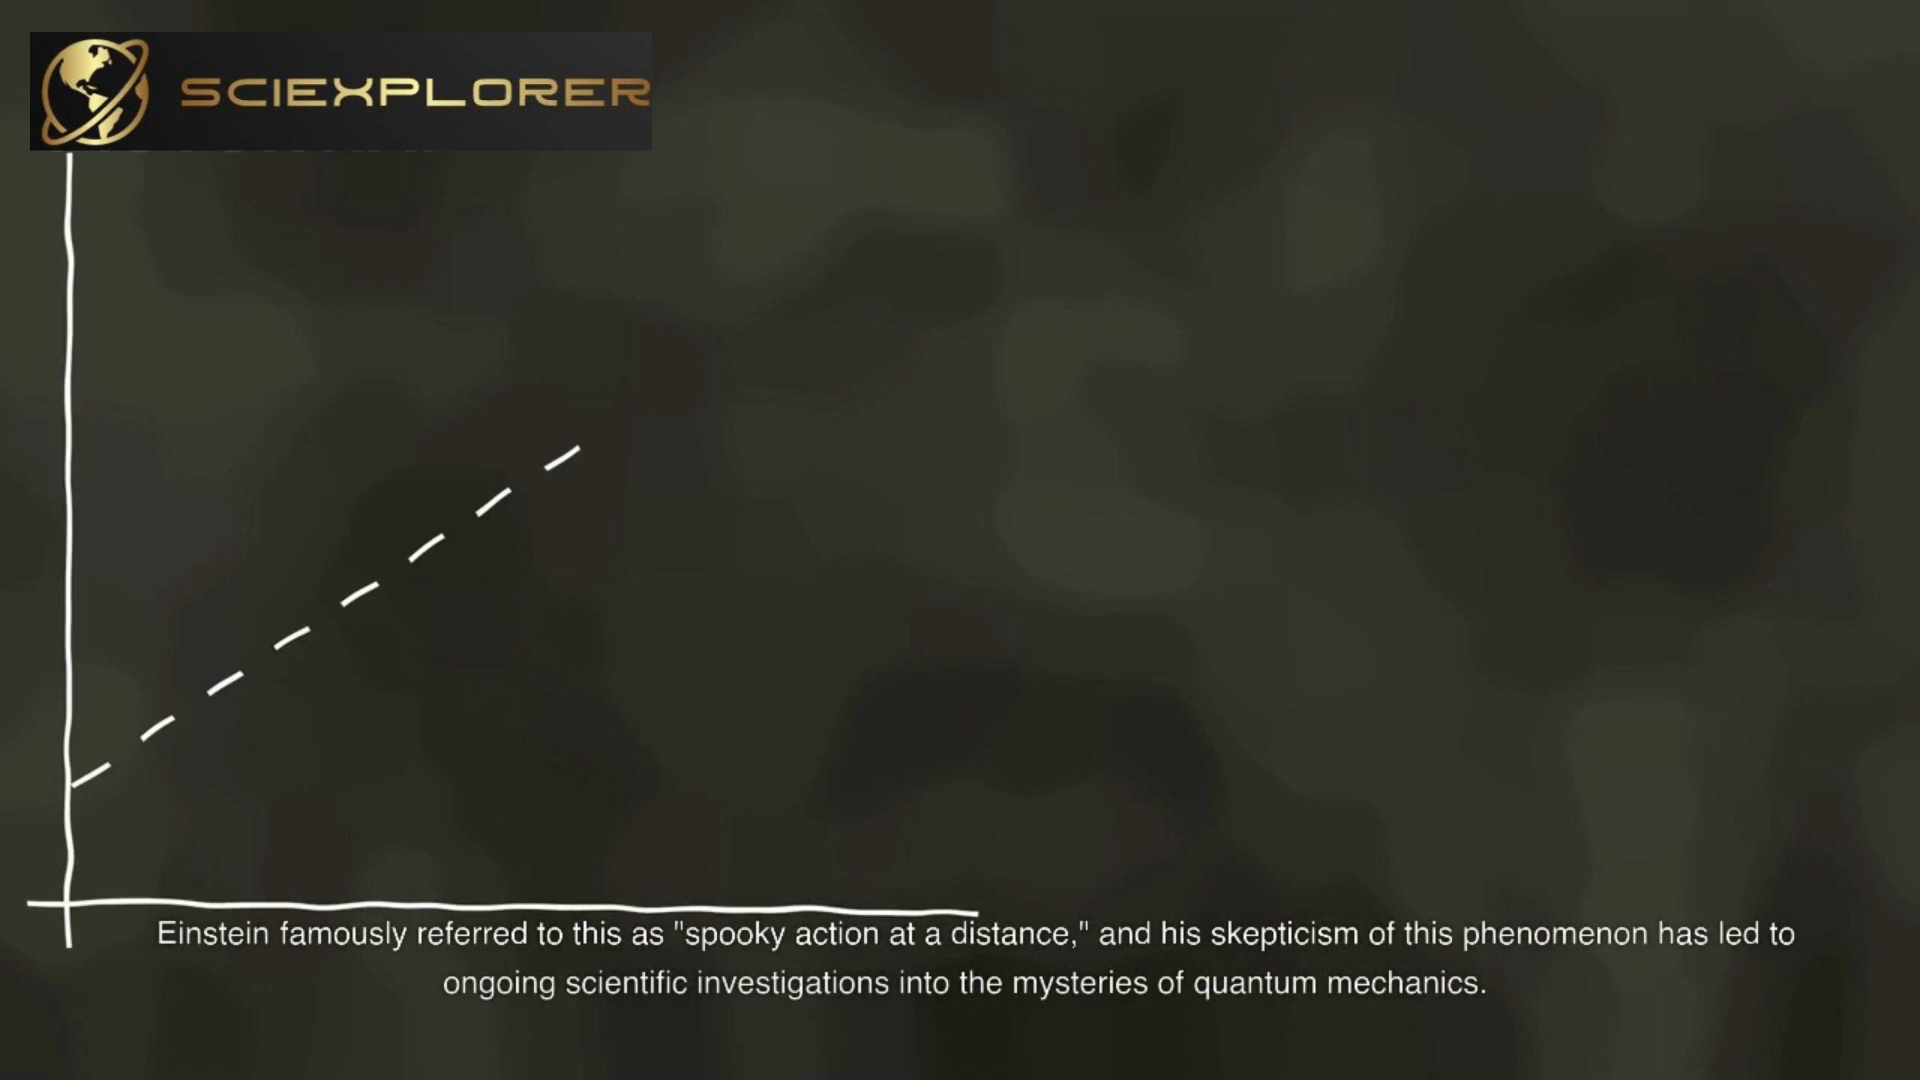 SCIEXPLORER
Einstein famously referred to this as "spooky action at a distance," and his skepticism of this phenomenon has led to
ongoing scientific investigations into the mysteries of quantum mechanics.